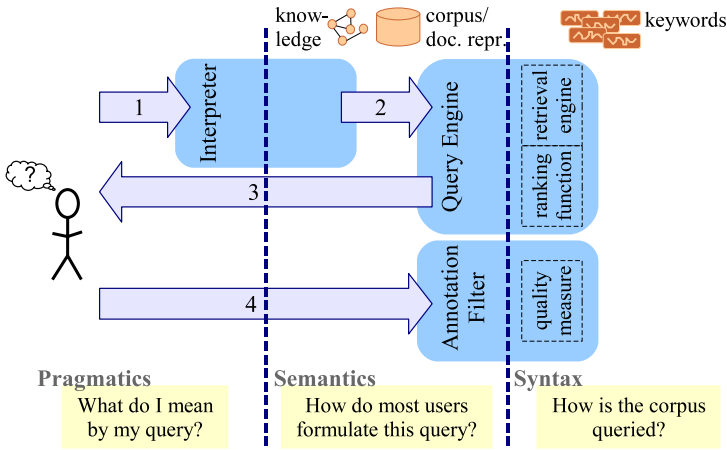 know-
ledge
corpus/
doc. repr.
keywords
Interpreter
Query Engine
retrieval
engine
ranking
function
1
2
?
3
4
Annotation
Filter
quality
measure
Pragmatics
Semantics
Syntax
What do I mean
by my query?
How do most users
formulate this query?
How is the corpus
queried?